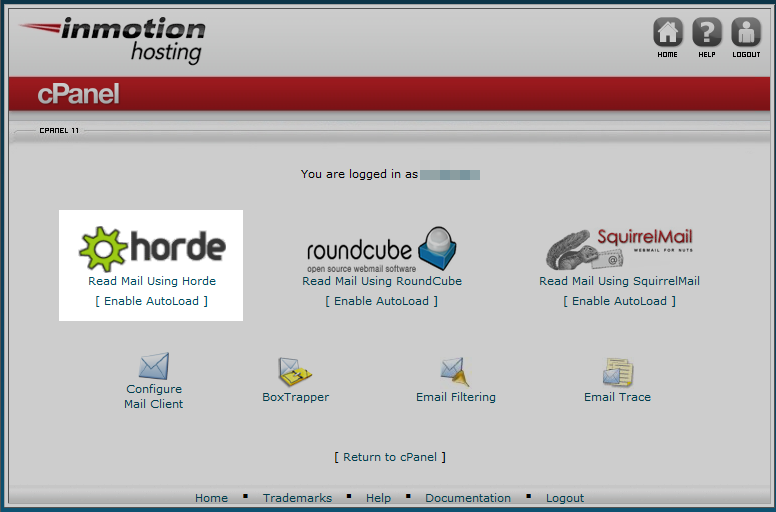 inmotion
hosting
HOME HELP LOGOUT
cPanel
CPANEL 11
You are logged in as
horde
Read Mail Using Horde
[ Enable AutoLoad ]
roundcube
open source webmail software
Read Mail Using RoundCube
[ Enable AutoLoad ]
SquirrelMail
WEBMAIL FOR NUTS
@
Read Mail Using SquirrelMail
[ Enable AutoLoad ]
Configure
Mail Client
BoxTrapper
Email Filtering
Email Trace
[ Return to cPanel ]
Home ▪ Trademarks ▪ Help ▪ Documentation ▪ Logout